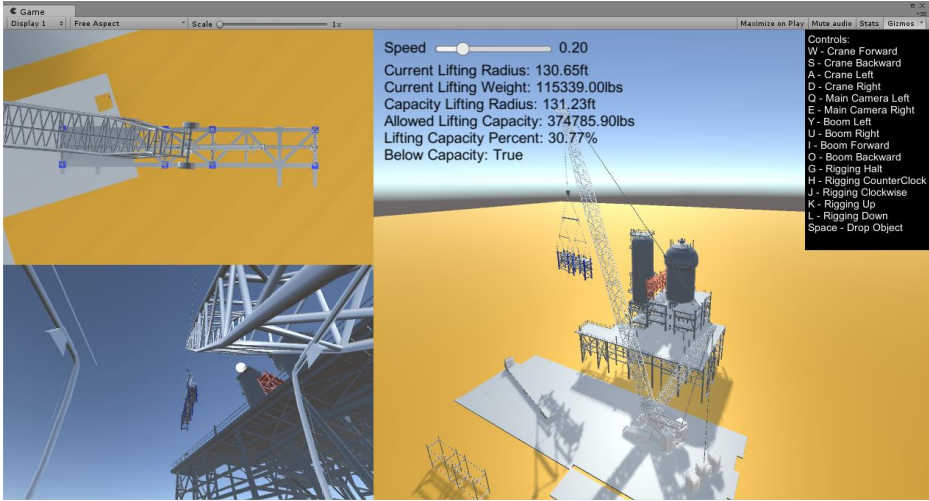 Game
Display 1 Free Aspect Scale 1x Maximize on Play Mute audio Stats Gizmos
Speed 0.20
Current Lifting Radius: 130.65ft
Current Lifting Weight: 115339.00lbs
Capacity Lifting Radius: 131.23ft
Allowed Lifting Capacity: 374785.90lbs
Lifting Capacity Percent: 30.77%
Below Capacity: True
Controls:
W - Crane Forward
S - Crane Backward
A - Crane Left
D - Crane Right
Q - Main Camera Left
E - Main Camera Right
Y - Boom Left
U - Boom Right
I - Boom Forward
O - Boom Backward
G - Rigging Halt
H - Rigging CounterClock
J - Rigging Clockwise
K - Rigging Up
L - Rigging Down
Space - Drop Object